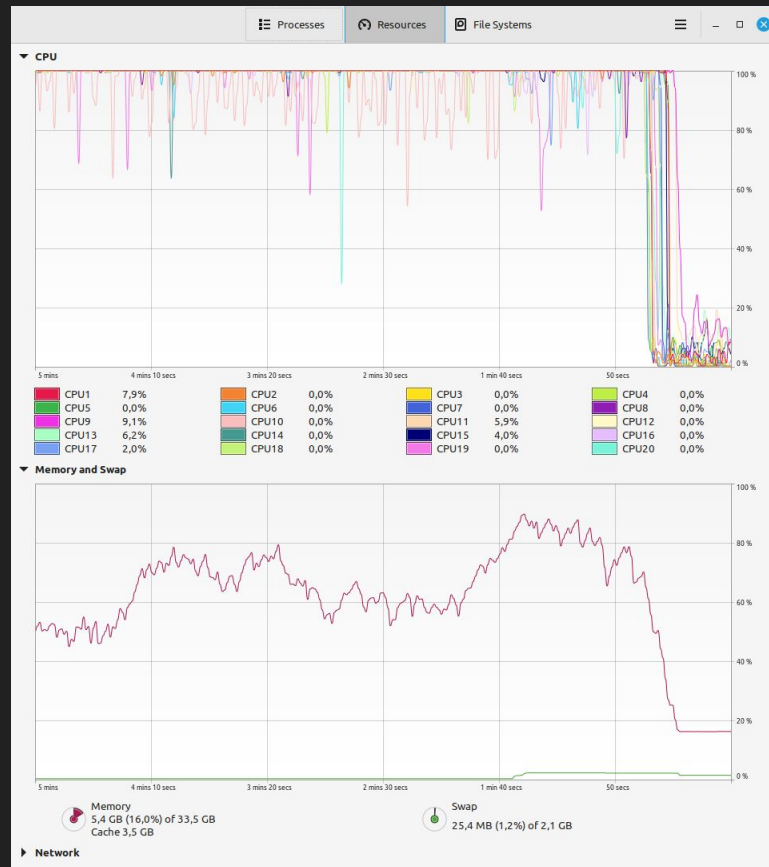 Processes Resources File Systems
CPU
100 %
80 %
60 %
40 %
20 %
0 %
5 mins 4 mins 10 secs 3 mins 20 secs 2 mins 30 secs 1 min 40 secs 50 secs
CPU1 7,9% CPU2 0,0% CPU3 0,0% CPU4 0,0%
CPU5 0,0% CPU6 0,0% CPU7 0,0% CPU8 0,0%
CPU9 9,1% CPU10 0,0% CPU11 5,9% CPU12 0,0%
CPU13 6,2% CPU14 0,0% CPU15 4,0% CPU16 0,0%
CPU17 2,0% CPU18 0,0% CPU19 0,0% CPU20 0,0%
Memory and Swap
100 %
80 %
60 %
40 %
20 %
0 %
5 mins 4 mins 10 secs 3 mins 20 secs 2 mins 30 secs 1 min 40 secs 50 secs
Memory
5,4 GB (16,0%) of 33,5 GB
Cache 3,5 GB
Swap
25,4 MB (1,2%) of 2,1 GB
Network